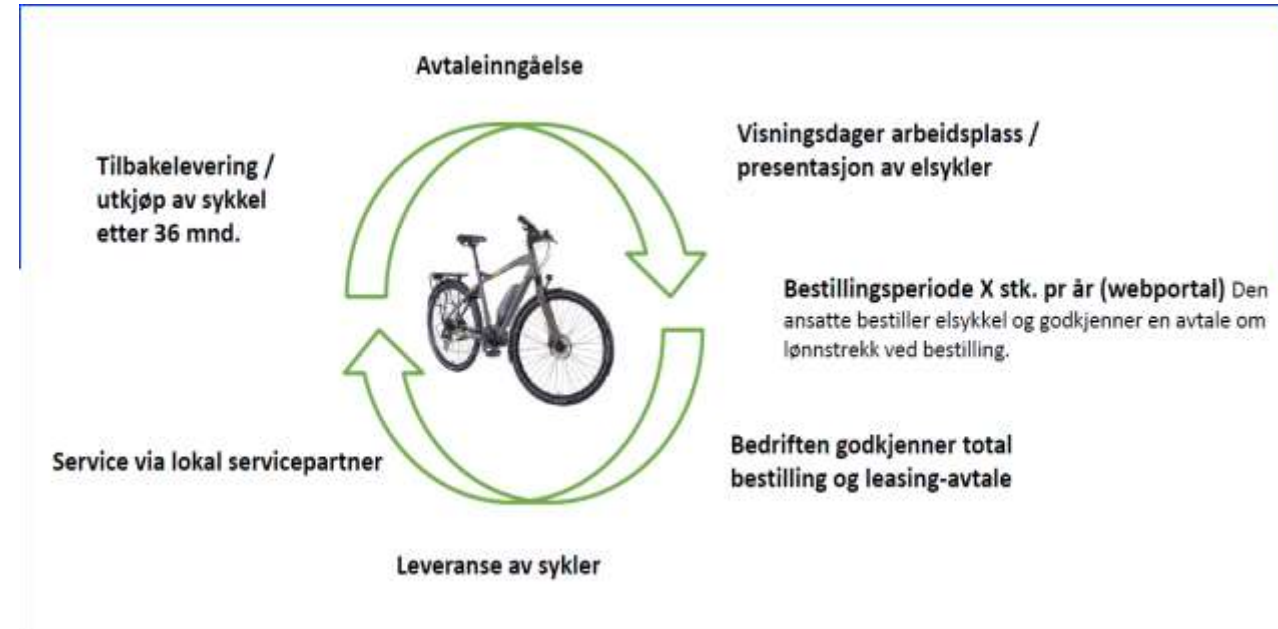 Avtaleinngåelse
Visningsdager arbeidsplass /
presentasjon av elsykler
Bestillingsperiode X stk. pr år (webportal) Den
ansatte bestiller elsykkel og godkjenner en avtale om
lønnstrekk ved bestilling.
Bedriften godkjenner total
bestilling og leasing-avtale
Leveranse av sykler
Service via lokal servicepartner
Tilbakelevering /
utkjøp av sykkel
etter 36 mnd.